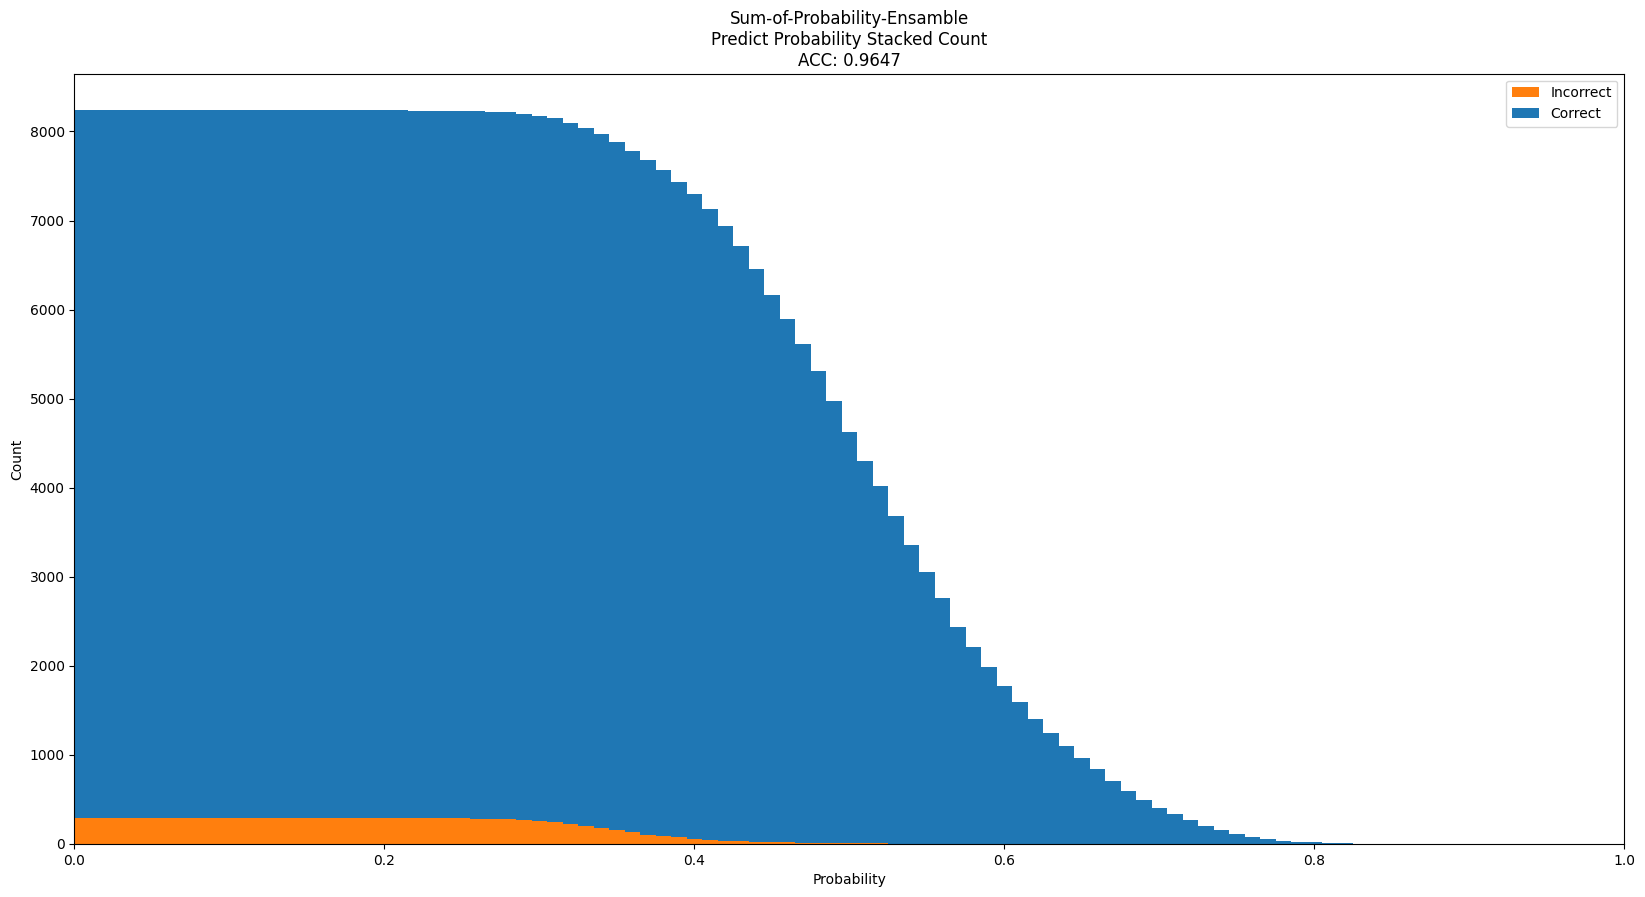 Sum-of-Probability-Ensamble
Predict Probability Stacked Count
ACC: 0.9647
Incorrect
Correct
8000
7000
6000
5000
4000
3000
2000
1000
0
Count
0.0 0.2 0.4 0.6 0.8 1.0
Probability